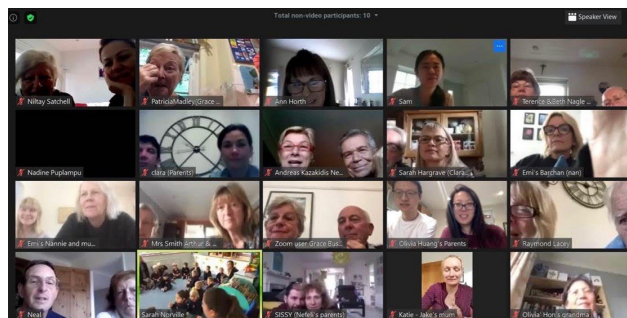 Total non-video participants: 10
Speaker View
Niltay Satchell
PatriciaMadley(Grace ...
Ann Horth
Sam
Terence &Beth Nagle ...
Nadine Puplampu
clara (Parents)
Andreas Kazakidis Ne...
Sarah Hargrave (Clara...
Emi's Barchan (nan)
Emi's Nannie and mu...
Mrs Smith Arthur & ...
Zoom user Grace Bus...
Olivia Huang's Parents
Raymond Lacey
Neal
Sarah Norville
SISSY (Nefeli's parents)
Katie - Jake's mum
Olivia' Hon's grandma